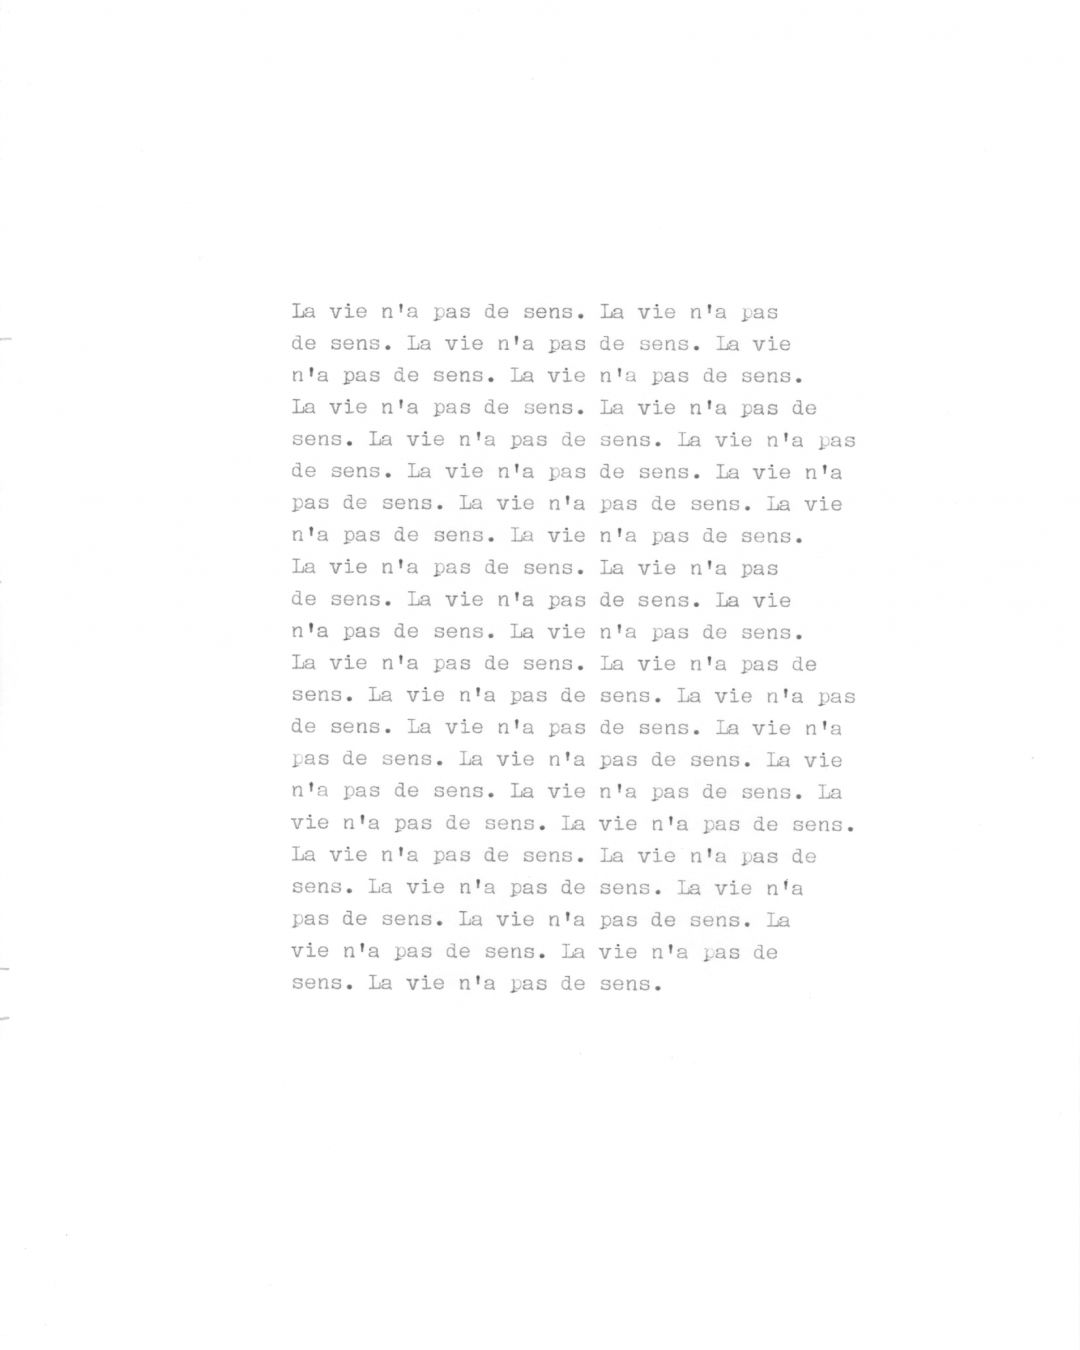 La vie n'a pas de sens. La vie n'a pas
de sens. La vie n'a pas de sens. La vie
n'a pas de sens. La vie n'a pas de sens.
La vie n'a pas de sens. La vie n'a pas de
sens. La vie n'a pas de sens. La vie n'a pas
de sens. La vie n'a pas de sens. La vie n'a
pas de sens. La vie n'a pas de sens. La vie
n'a pas de sens. La vie n'a pas de sens.
La vie n'a pas de sens. La vie n'a pas
de sens. La vie n'a pas de sens. La vie
n'a pas de sens. La vie n'a pas de sens.
La vie n'a pas de sens. La vie n'a pas de
sens. La vie n'a pas de sens. La vie n'a pas
de sens. La vie n'a pas de sens. La vie n'a
pas de sens. La vie n'a pas de sens. La vie
n'a pas de sens. La vie n'a pas de sens. La
vie n'a pas de sens. La vie n'a pas de sens.
La vie n'a pas de sens. La vie n'a pas de
sens. La vie n'a pas de sens. La vie n'a
pas de sens. La vie n'a pas de sens. La
vie n'a pas de sens. La vie n'a pas de
sens. La vie n'a pas de sens.